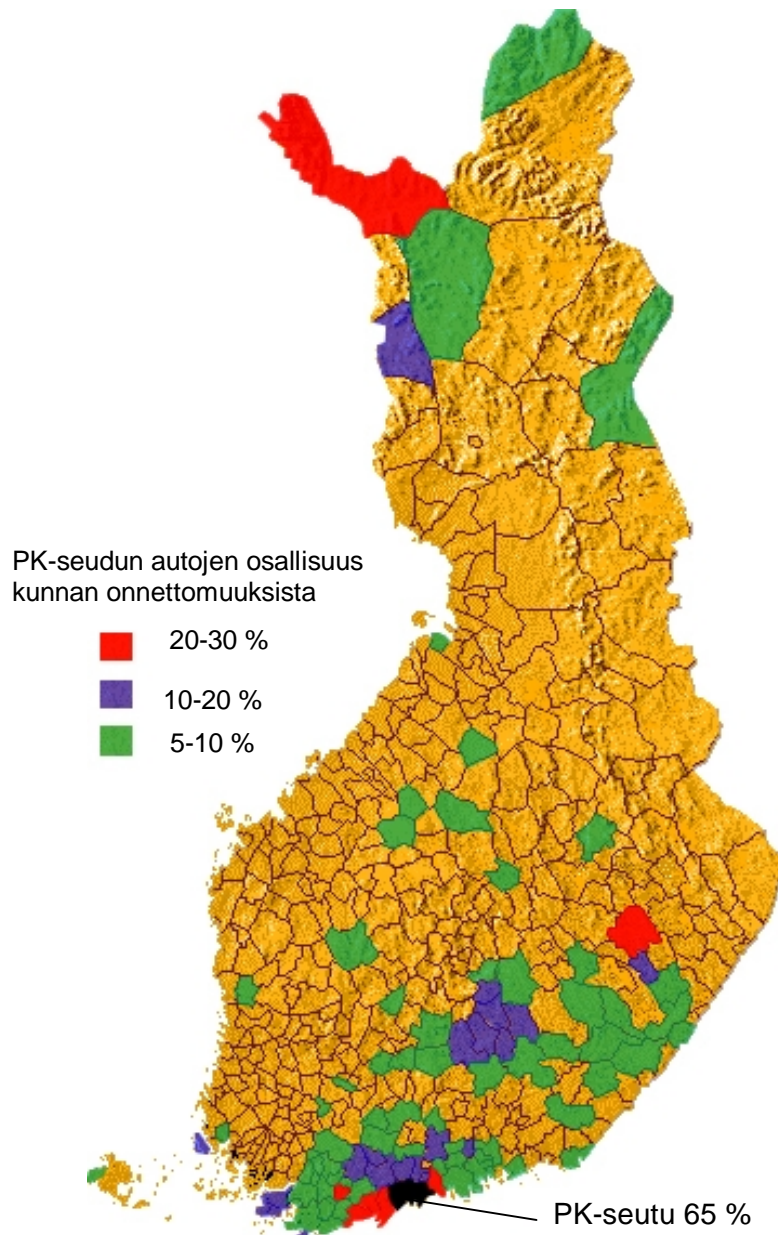 PK-seudun autojen osallisuus
kunnan onnettomuuksista
20-30 %
10-20 %
5-10 %
PK-seutu 65 %